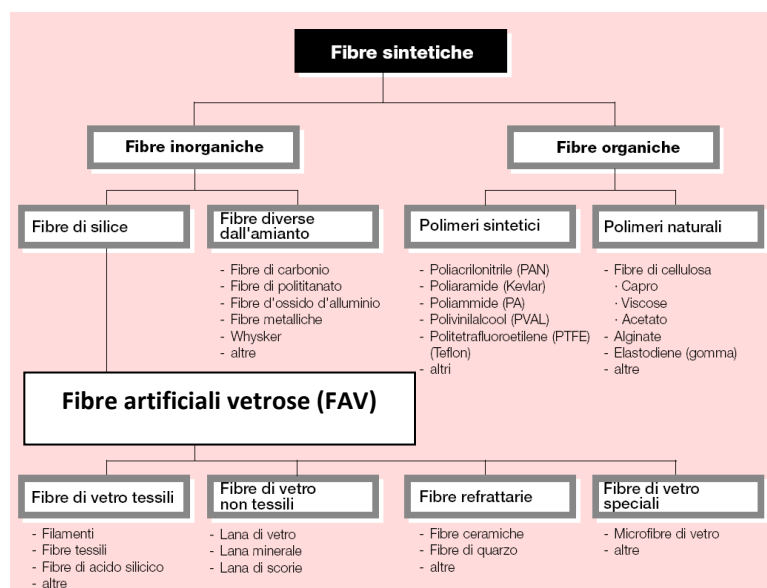 Fibre sintetiche
Fibre inorganiche
Fibre organiche
Fibre di silice
Fibre diverse
dall'amianto
- Fibre di carbonio
- Fibre di polititanato
- Fibre d'ossido d'alluminio
- Fibre metalliche
- Whysker
- altre
Polimeri sintetici
- Poliacrilonitrile (PAN)
- Poliaramide (Kevlar)
- Poliammide (PA)
- Polivinilalcool (PVAL)
- Politetrafluoroetilene (PTFE)
(Teflon)
- altri
Polimeri naturali
- Fibre di cellulosa
· Capro
· Viscose
· Acetato
- Alginate
- Elastodiene (gomma)
- altre
Fibre artificiali vetrose (FAV)
Fibre di vetro tessili
- Filamenti
- Fibre tessili
- Fibre di acido silicico
- altre
Fibre di vetro
non tessili
- Lana di vetro
- Lana minerale
- Lana di scorie
Fibre refrattarie
- Fibre ceramiche
- Fibre di quarzo
- altre
Fibre di vetro
speciali
- Microfibre di vetro
- altre